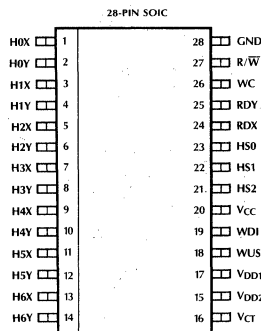 28-PIN SOIC
H0X 1 28 GND
H0Y 2 27 R/W̅
H1X 3 26 WC
H1Y 4 25 RDY
H2X 5 24 RDX
H2Y 6 23 HS0
H3X 7 22 HS1
H3Y 8 21 HS2
H4X 9 20 VCC
H4Y 10 19 WDI
H5X 11 18 WUS
H5Y 12 17 VDD1
H6X 13 15 VDD2
H6Y 14 16 VCT